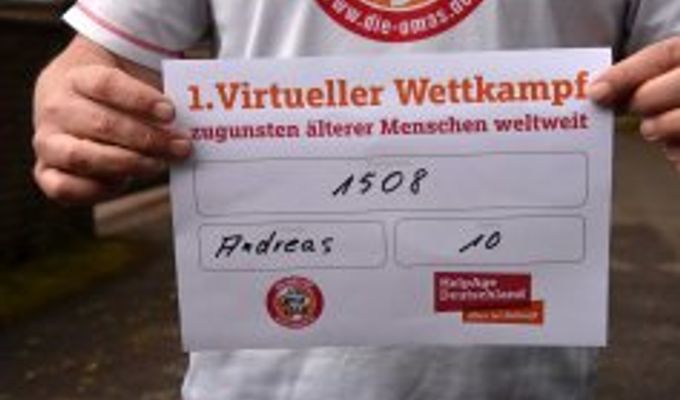 www.die-omas.de
1. Virtueller Wettkampf
zugunsten älterer Menschen weltweit
1508
Andreas
10
HelpAge
Deutschland